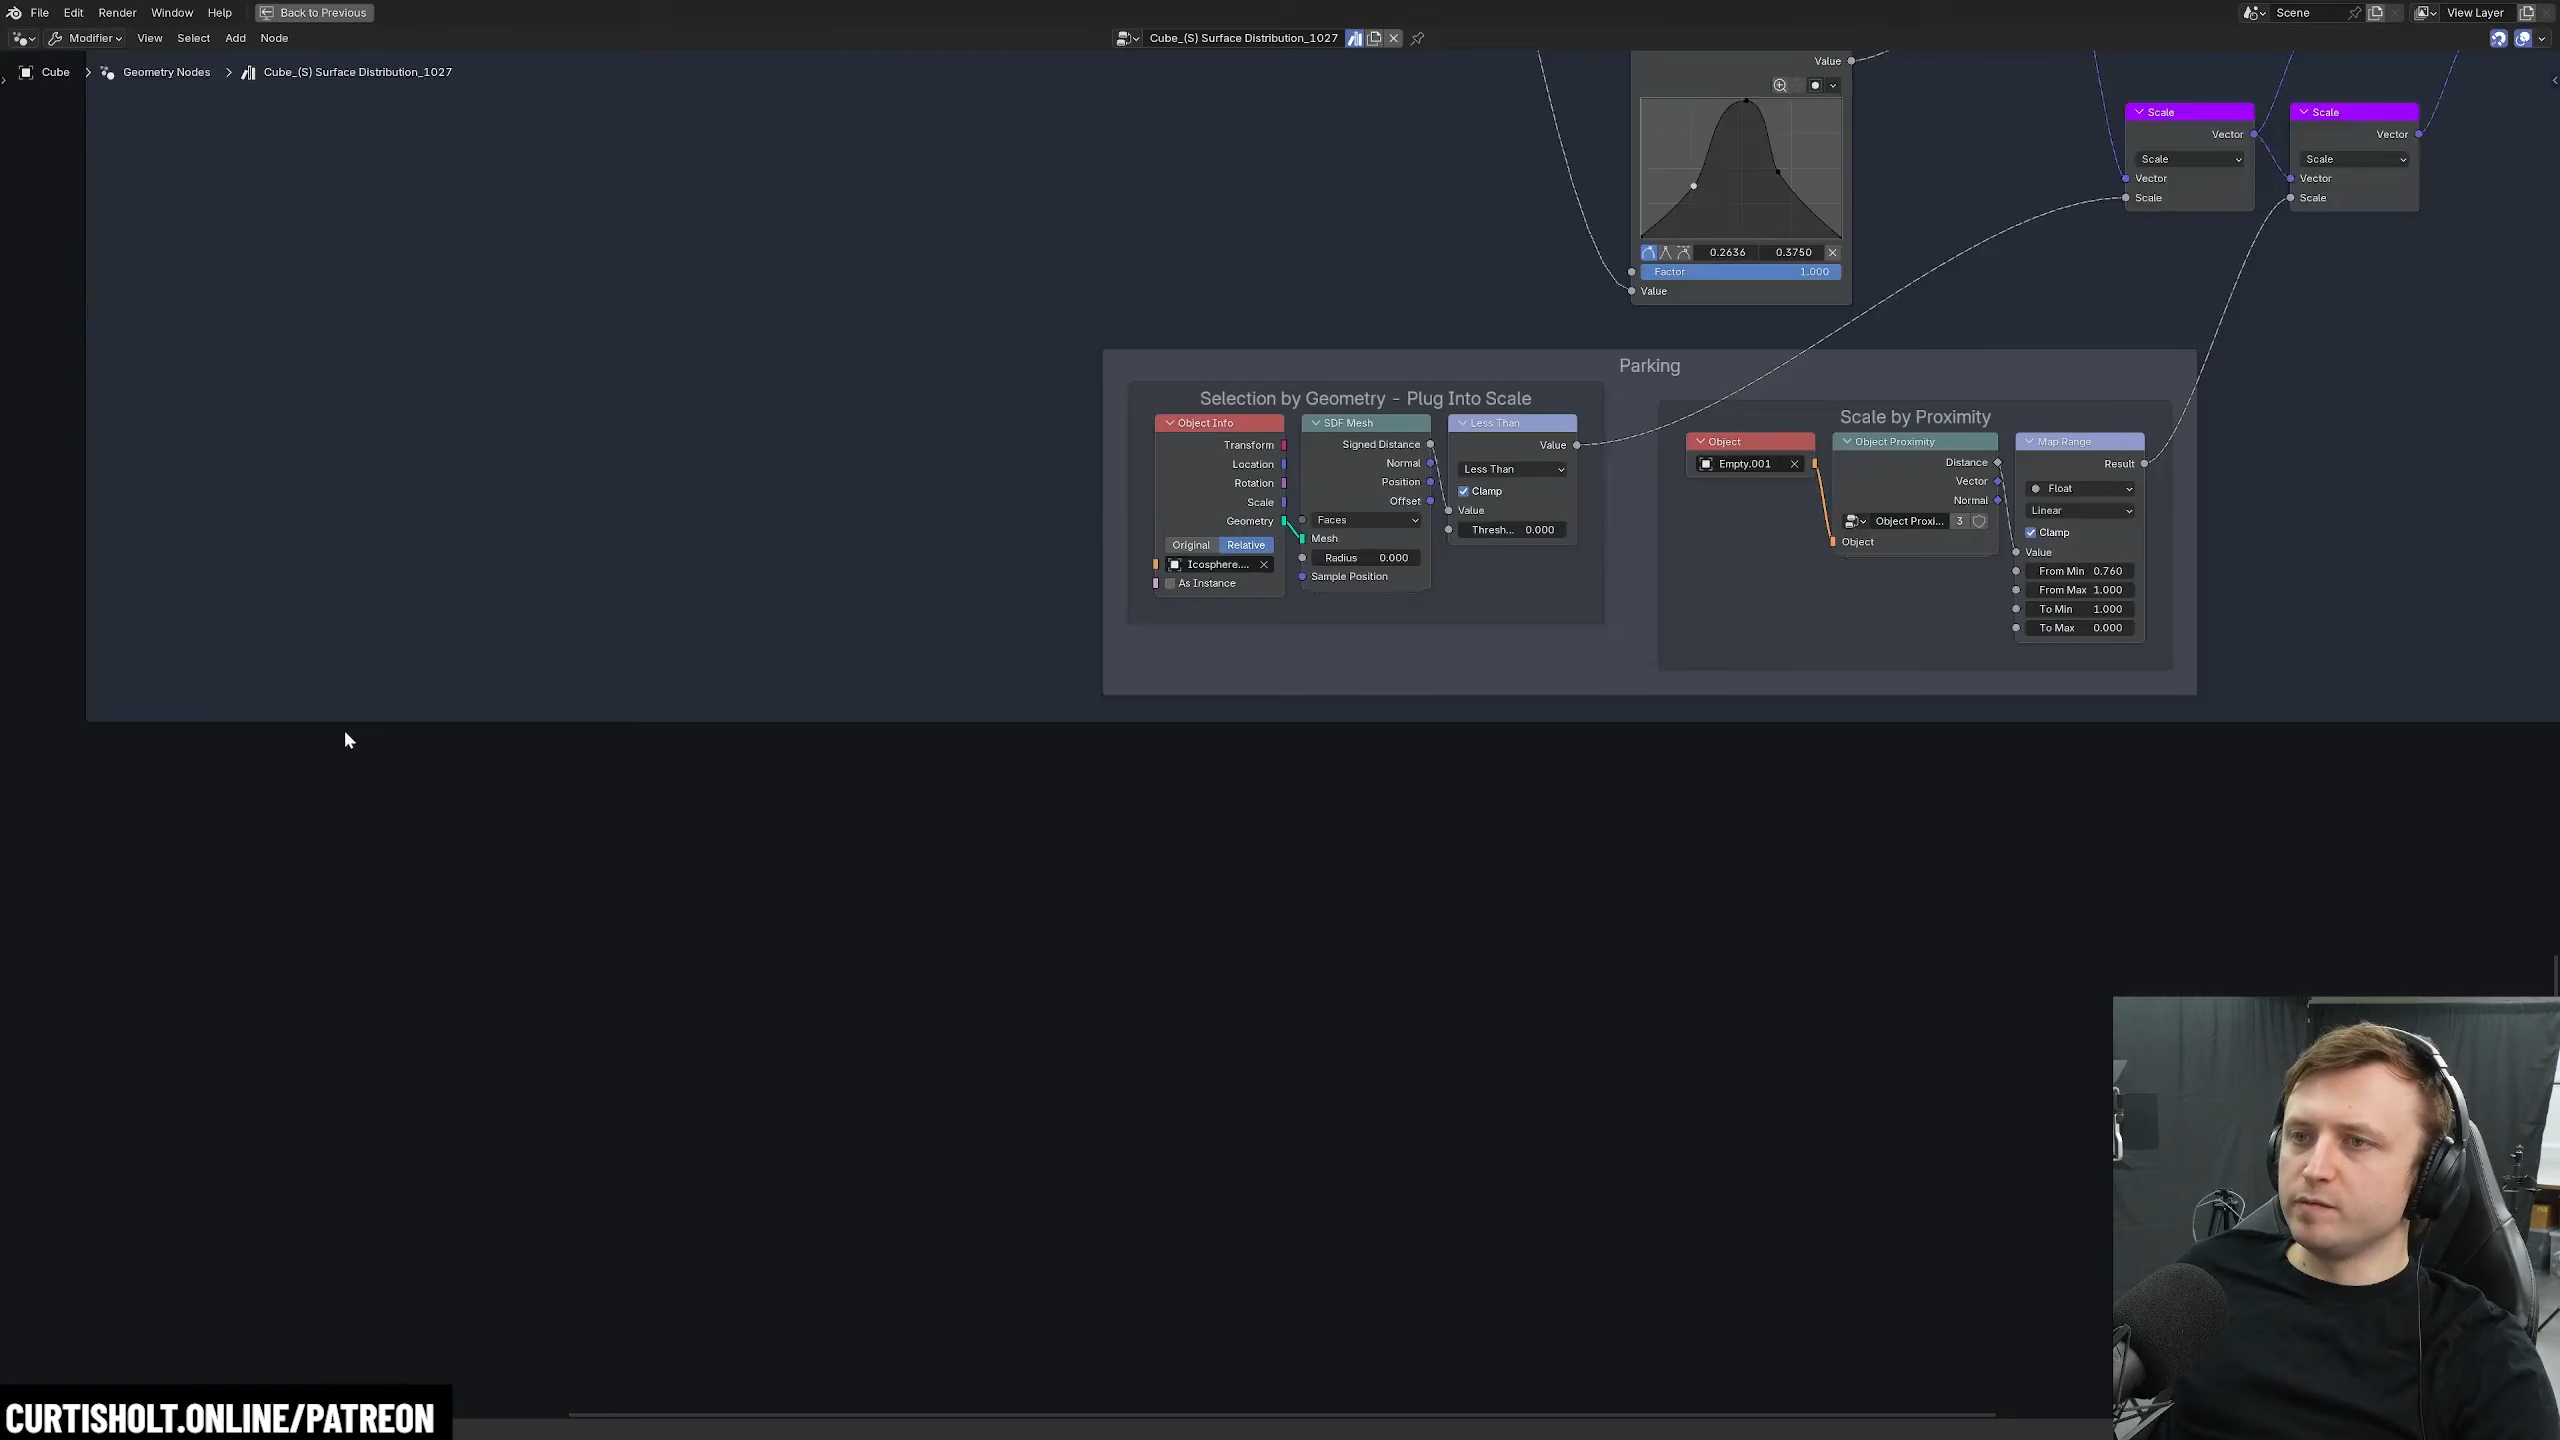 File Edit Render Window Help Back to Previous Scene View Layer
Modifier View Select Add Node Cube_(S) Surface Distribution_1027
Cube Geometry Nodes Cube_(S) Surface Distribution_1027
Value
0.2636 0.3750
Factor 1.000
Value
Scale
Vector
Scale
Vector
Scale
Scale
Vector
Scale
Vector
Scale
Parking
Selection by Geometry - Plug Into Scale
Object Info
Transform
Location
Rotation
Scale
Geometry
Original Relative
Icosphere....
As Instance
SDF Mesh
Signed Distance
Normal
Position
Offset
Faces
Mesh
Radius 0.000
Sample Position
Less Than
Value
Less Than
Clamp
Value
Thresh... 0.000
Scale by Proximity
Object
Empty.001
Object Proximity
Distance
Vector
Normal
Object Proxi... 3
Object
Map Range
Result
Float
Linear
Clamp
Value
From Min 0.760
From Max 1.000
To Min 1.000
To Max 0.000
CURTISHOLT.ONLINE/PATREON